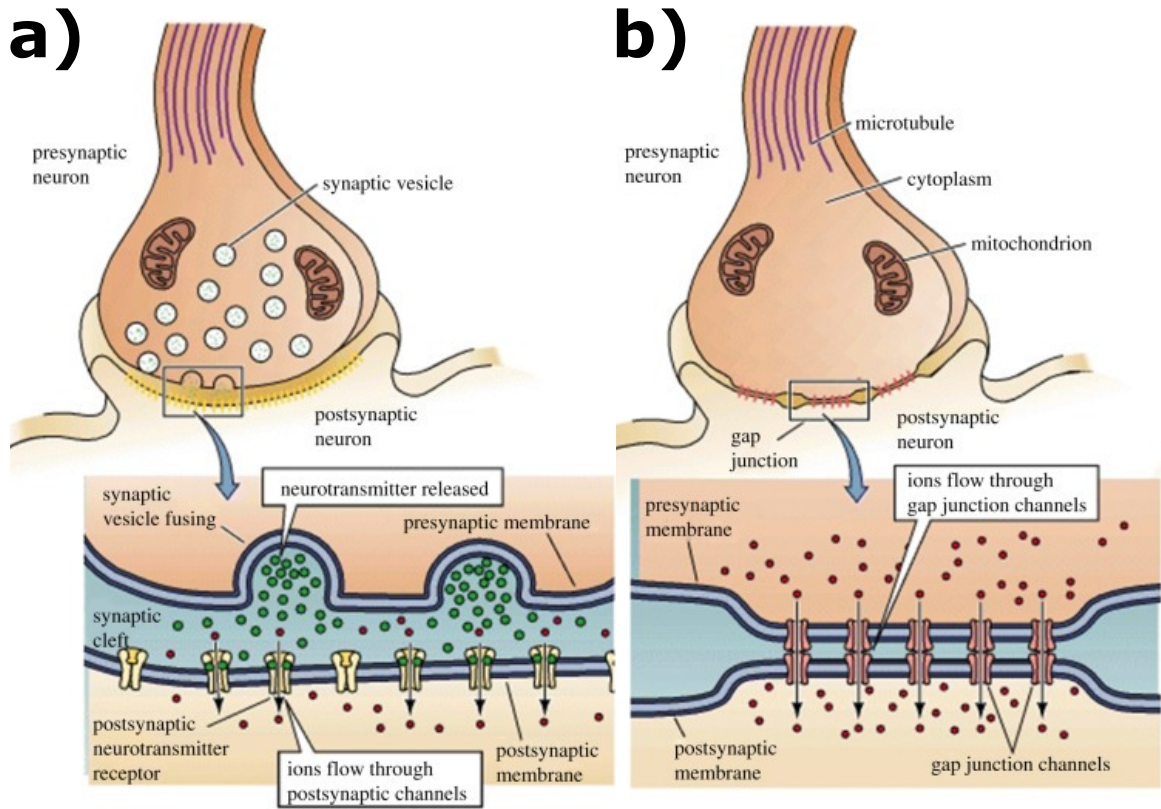 a)
presynaptic
neuron
synaptic vesicle
postsynaptic
neuron
synaptic
vesicle fusing
neurotransmitter released
presynaptic membrane
synaptic
cleft
postsynaptic
neurotransmitter
receptor
ions flow through
postsynaptic channels
postsynaptic
membrane
b)
presynaptic
neuron
microtubule
cytoplasm
mitochondrion
postsynaptic
neuron
gap
junction
presynaptic
membrane
ions flow through
gap junction channels
postsynaptic
membrane
gap junction channels